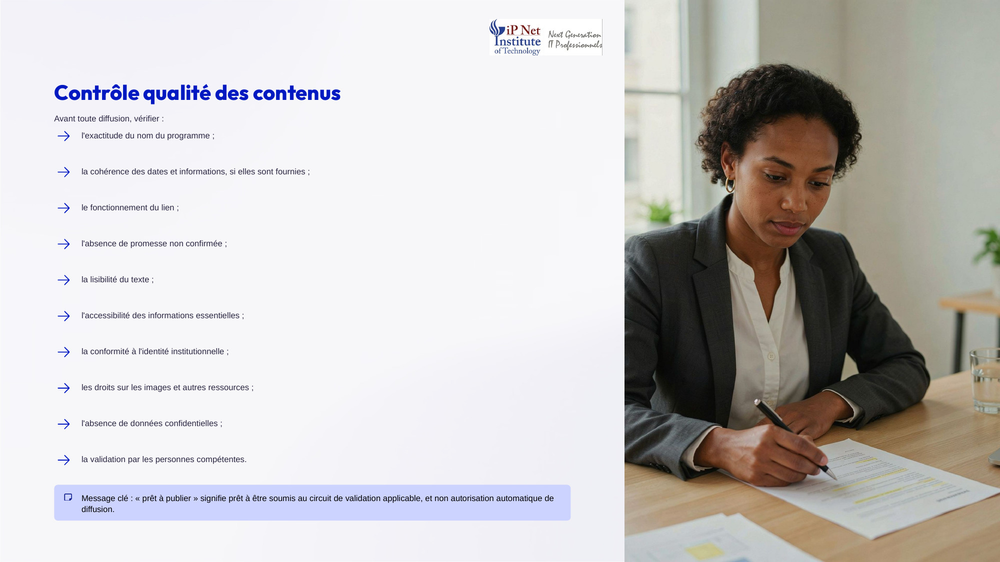 iP Net
Institute
of Technology
Next Generation
IT Professionnels
Contrôle qualité des contenus
Avant toute diffusion, vérifier :
l'exactitude du nom du programme ;
la cohérence des dates et informations, si elles sont fournies ;
le fonctionnement du lien ;
l'absence de promesse non confirmée ;
la lisibilité du texte ;
l'accessibilité des informations essentielles ;
la conformité à l'identité institutionnelle ;
les droits sur les images et autres ressources ;
l'absence de données confidentielles ;
la validation par les personnes compétentes.
Message clé : « prêt à publier » signifie prêt à être soumis au circuit de validation applicable, et non autorisation automatique de
diffusion.